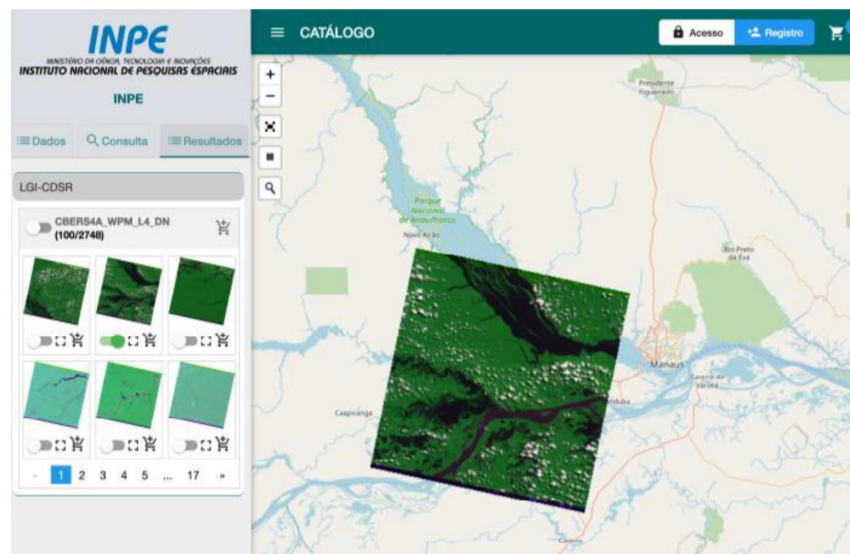 INPE
MINISTÉRIO DA CIÊNCIA, TECNOLOGIA E INOVAÇÕES
INSTITUTO NACIONAL DE PESQUISAS ESPACIAIS
INPE
Dados
Consulta
Resultados
LGI-CDSR
CBERS4A_WPM_L4_DN
(100/2748)
« 1 2 3 4 5 ... 17 »
CATÁLOGO
Acesso
Registro
+
−
Presidente
Figueiredo
Parque
Nacional
de Anavilhanas
Novo Airão
Rio Preto
da Eva
Manaus
Careiro da
Várzea
Caapiranga
nduba
Careiro